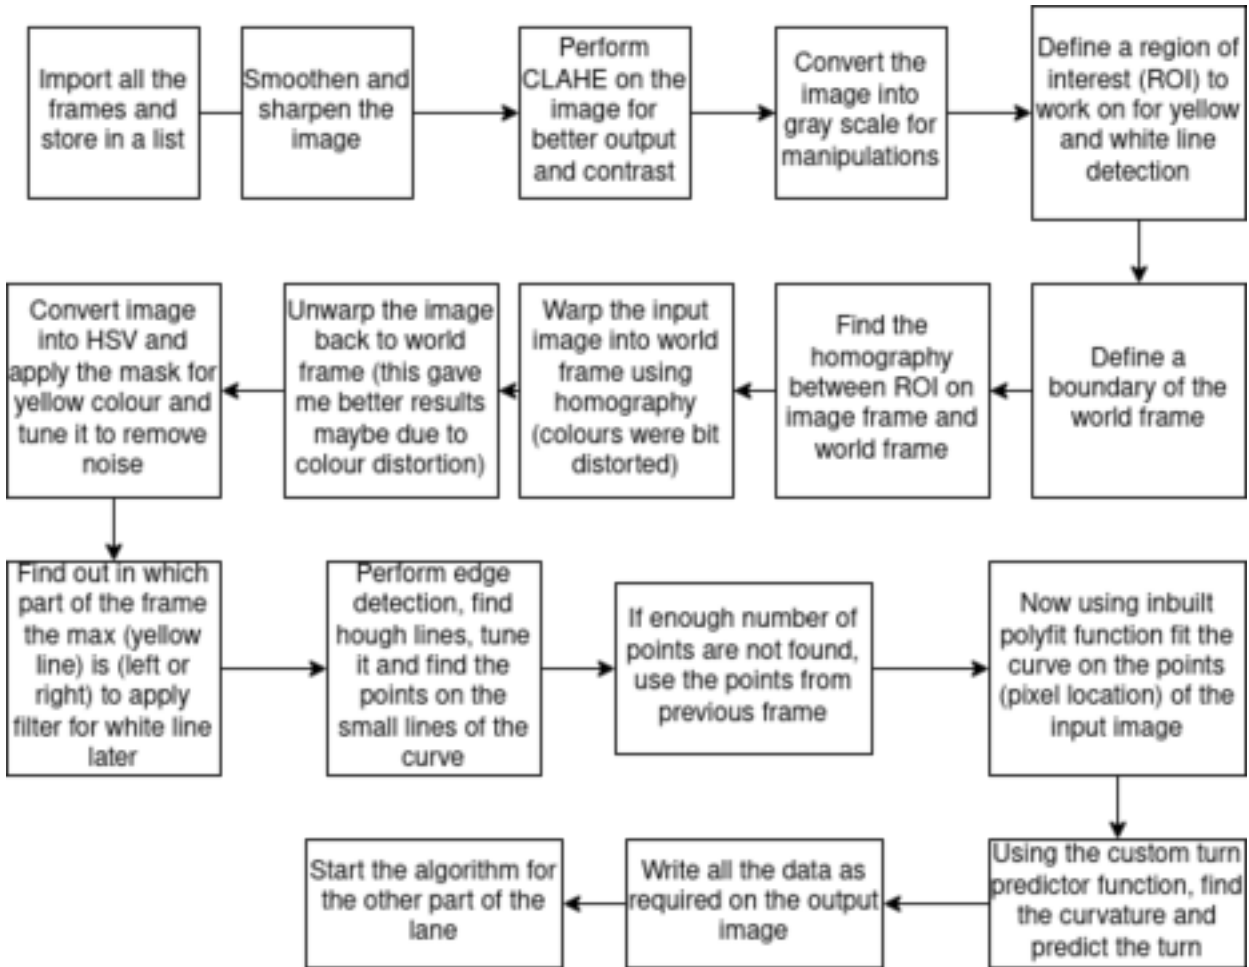 Import all the
frames and
store in a list
Smoothen and
sharpen the
image
Perform
CLAHE on the
image for
better output
and contrast
Convert the
image into
gray scale for
manipulations
Define a region of
interest (ROI) to
work on for yellow
and white line
detection
Define a
boundary of the
world frame
Find the
homography
between ROI on
image frame and
world frame
Warp the input
image into world
frame using
homography
(colours were bit
distorted)
Unwarp the image
back to world
frame (this gave
me better results
maybe due to
colour distortion)
Convert image
into HSV and
apply the mask for
yellow colour and
tune it to remove
noise
Find out in which
part of the frame
the max (yellow
line) is (left or
right) to apply
filter for white line
later
Perform edge
detection, find
hough lines, tune
it and find the
points on the
small lines of the
curve
If enough number of
points are not found,
use the points from
previous frame
Now using inbuilt
polyfit function fit the
curve on the points
(pixel location) of the
input image
Using the custom turn
predictor function, find
the curvature and
predict the turn
Write all the data as
required on the output
image
Start the algorithm for
the other part of the
lane